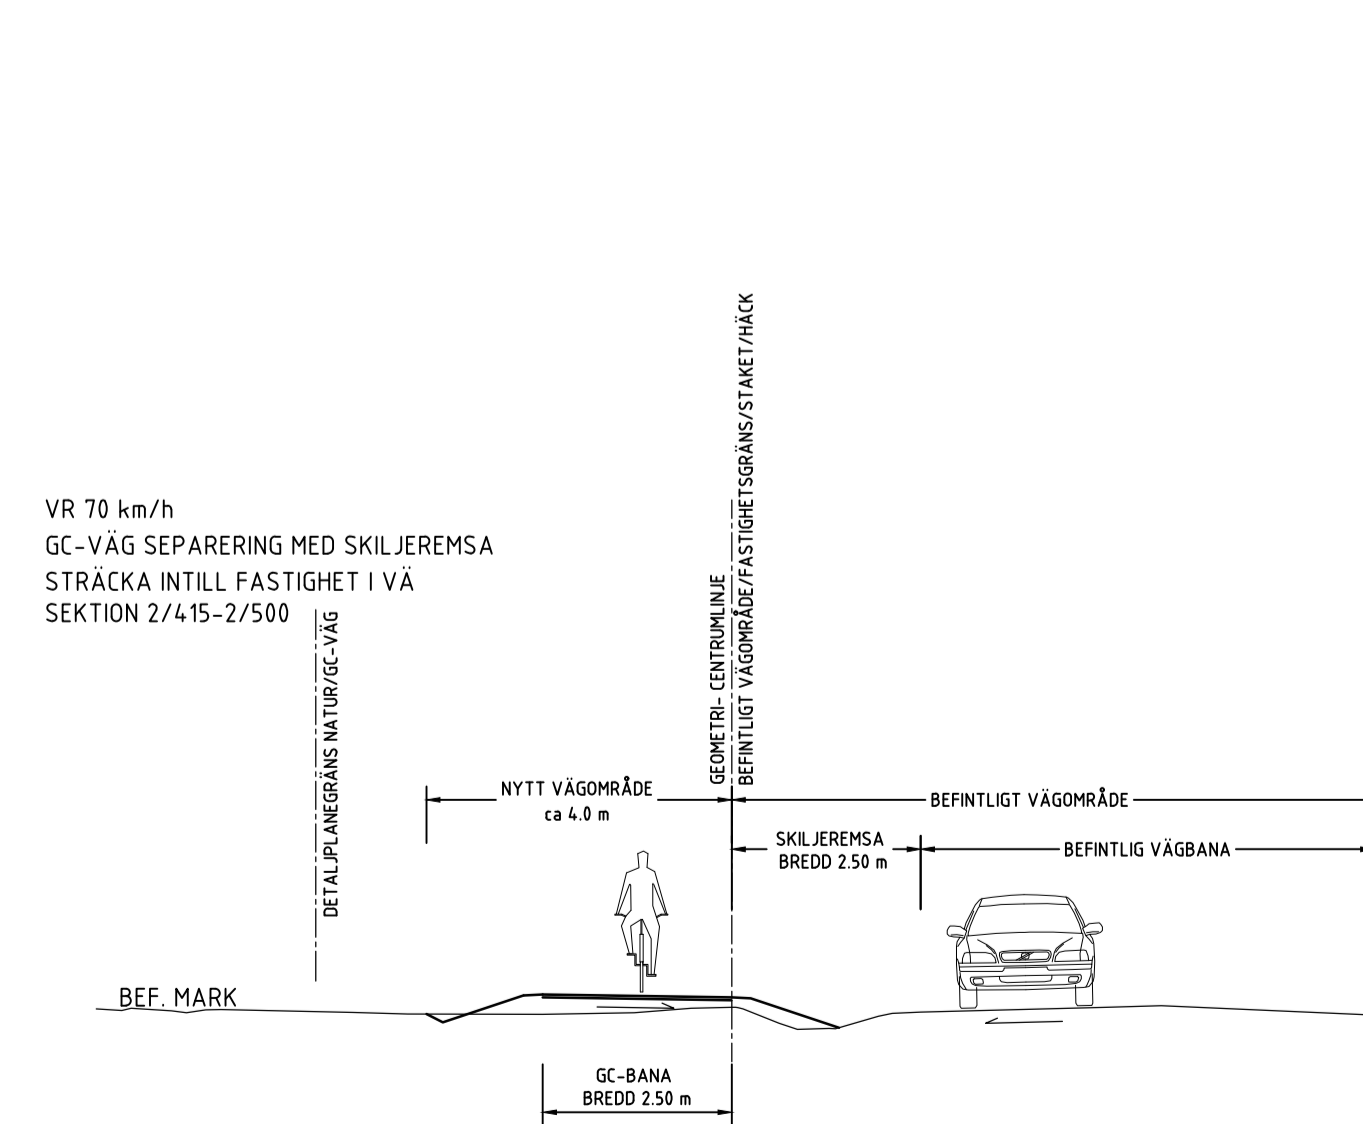 VR 70 km/h
GC-VÄG SEPARERING MED SKILJEREMSA
STRÄCKA INTILL FASTIGHET I VÄ
SEKTION 2/415-2/500
DETALJPLANEGRÄNS NATUR/GC-VÄG
GEOMETRI- CENTRUMLINJE
BEFINTLIGT VÄGOMRÅDE/FASTIGHETSGRÄNS/STAKET/HÄCK
NYTT VÄGOMRÅDE
ca 4.0 m
BEFINTLIGT VÄGOMRÅDE
SKILJEREMSA
BREDD 2.50 m
BEFINTLIG VÄGBANA
BEF. MARK
GC-BANA
BREDD 2.50 m